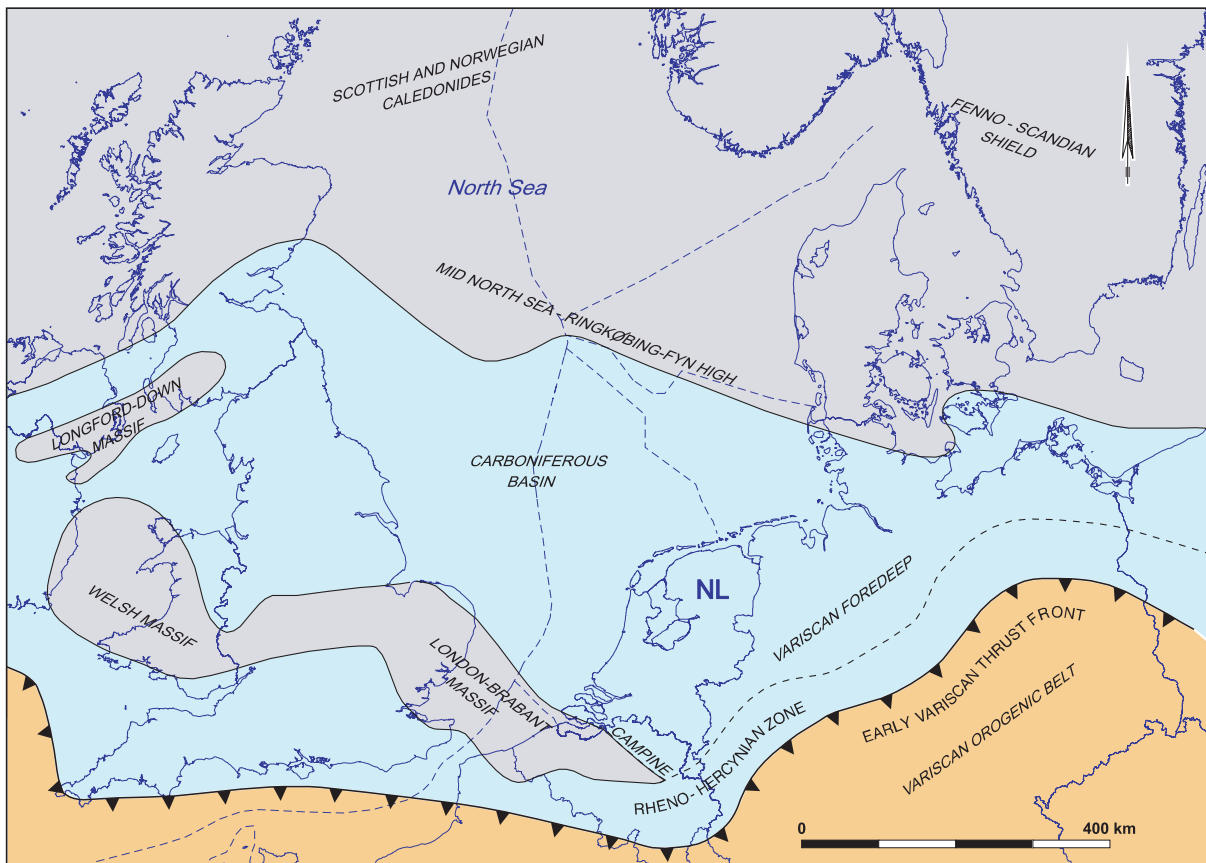 SCOTTISH AND NORWEGIAN
CALEDONIDES
FENNO - SCANDIAN
SHIELD
North Sea
MID NORTH SEA - RINGKØBING-FYN HIGH
LONGFORD-DOWN
MASSIF
CARBONIFEROUS
BASIN
WELSH MASSIF
NL
VARISCAN FOREDEEP
LONDON-BRABANT
MASSIF
CAMPINE
RHENO - HERCYNIAN ZONE
EARLY VARISCAN THRUST FRONT
VARISCAN OROGENIC BELT
0 400 km